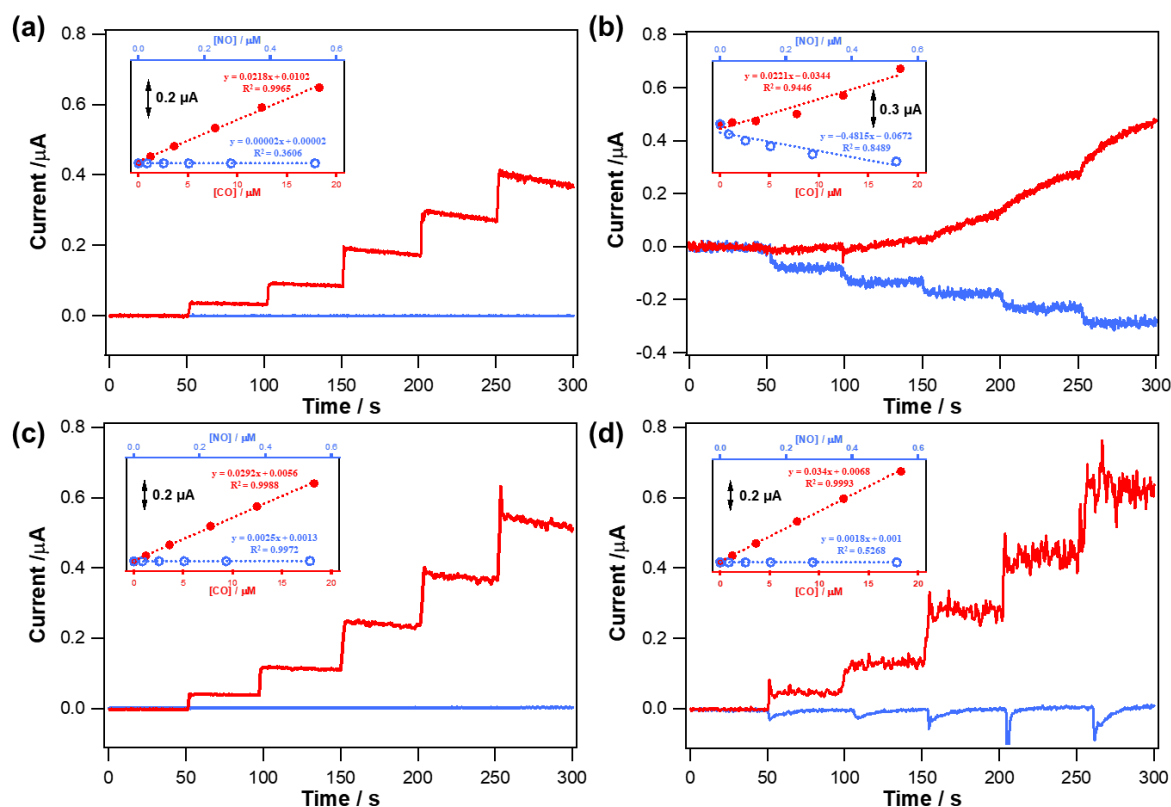 (a)
[NO] / μM
0.0 0.2 0.4 0.6
0.2 μA
y = 0.0218x + 0.0102
R² = 0.9965
y = 0.00002x + 0.00002
R² = 0.3606
0 5 10 15 20
[CO] / μM
0.8
0.6
0.4
0.2
0.0
Current /μA
0 50 100 150 200 250 300
Time / s
(b)
[NO] / μM
0.0 0.2 0.4 0.6
y = 0.0221x − 0.0344
R² = 0.9446
0.3 μA
y = −0.4815x − 0.0672
R² = 0.8489
0 5 10 15 20
[CO] / μM
0.8
0.6
0.4
0.2
0.0
-0.2
-0.4
Current /μA
0 50 100 150 200 250 300
Time / s
(c)
[NO] / μM
0.0 0.2 0.4 0.6
0.2 μA
y = 0.0292x + 0.0056
R² = 0.9988
y = 0.0025x + 0.0013
R² = 0.9972
0 5 10 15 20
[CO] / μM
0.8
0.6
0.4
0.2
0.0
Current /μA
0 50 100 150 200 250 300
Time / s
(d)
[NO] / μM
0.0 0.2 0.4 0.6
0.2 μA
y = 0.034x + 0.0068
R² = 0.9993
y = 0.0018x + 0.001
R² = 0.5268
0 5 10 15 20
[CO] / μM
0.8
0.6
0.4
0.2
0.0
Current /μA
0 50 100 150 200 250 300
Time / s